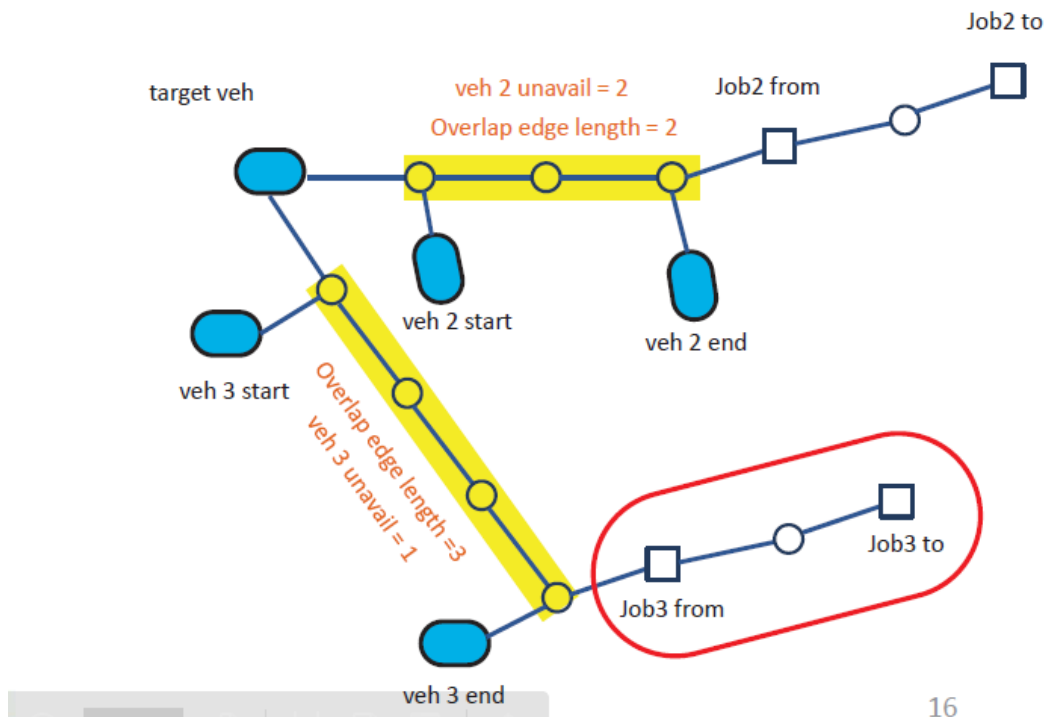 Job2 to
target veh
veh 2 unavail = 2
Job2 from
Overlap edge length = 2
veh 2 start
veh 2 end
veh 3 start
Overlap edge length =3
veh 3 unavail = 1
Job3 to
Job3 from
veh 3 end
16